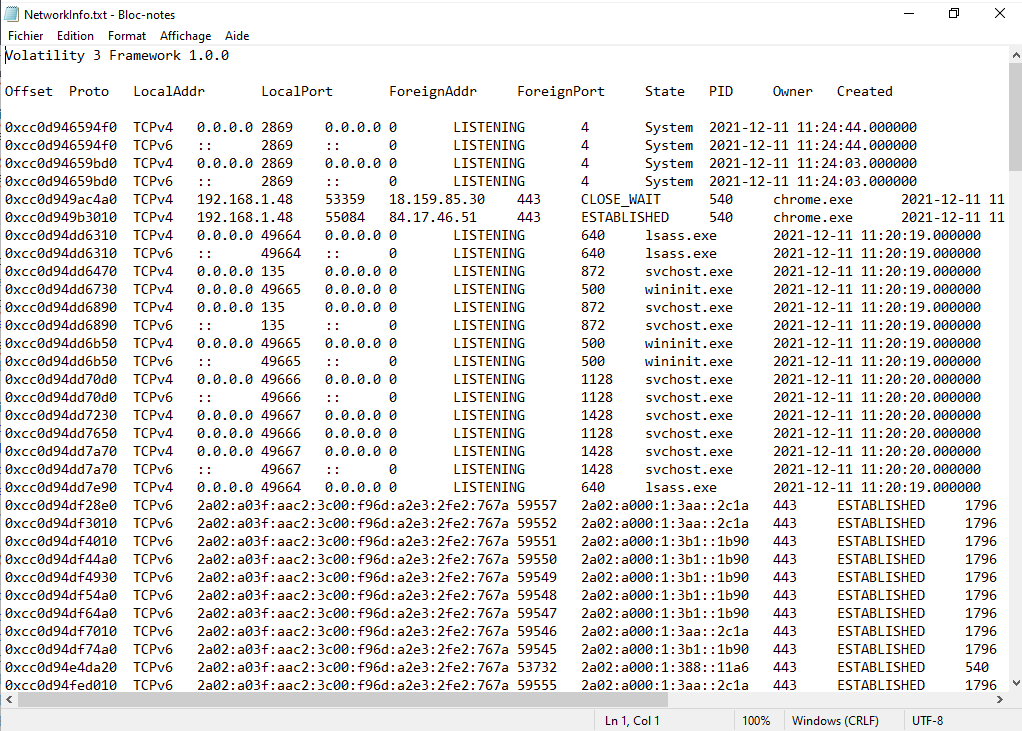 NetworkInfo.txt - Bloc-notes
Fichier Edition Format Affichage Aide
Volatility 3 Framework 1.0.0
Offset Proto LocalAddr LocalPort ForeignAddr ForeignPort State PID Owner Created
0xcc0d946594f0 TCPv4 0.0.0.0 2869 0.0.0.0 0 LISTENING 4 System 2021-12-11 11:24:44.000000
0xcc0d946594f0 TCPv6 :: 2869 :: 0 LISTENING 4 System 2021-12-11 11:24:44.000000
0xcc0d94659bd0 TCPv4 0.0.0.0 2869 0.0.0.0 0 LISTENING 4 System 2021-12-11 11:24:03.000000
0xcc0d94659bd0 TCPv6 :: 2869 :: 0 LISTENING 4 System 2021-12-11 11:24:03.000000
0xcc0d949ac4a0 TCPv4 192.168.1.48 53359 18.159.85.30 443 CLOSE_WAIT 540 chrome.exe 2021-12-11 11
0xcc0d949b3010 TCPv4 192.168.1.48 55084 84.17.46.51 443 ESTABLISHED 540 chrome.exe 2021-12-11 11
0xcc0d94dd6310 TCPv4 0.0.0.0 49664 0.0.0.0 0 LISTENING 640 lsass.exe 2021-12-11 11:20:19.000000
0xcc0d94dd6310 TCPv6 :: 49664 :: 0 LISTENING 640 lsass.exe 2021-12-11 11:20:19.000000
0xcc0d94dd6470 TCPv4 0.0.0.0 135 0.0.0.0 0 LISTENING 872 svchost.exe 2021-12-11 11:20:19.000000
0xcc0d94dd6730 TCPv4 0.0.0.0 49665 0.0.0.0 0 LISTENING 500 wininit.exe 2021-12-11 11:20:19.000000
0xcc0d94dd6890 TCPv4 0.0.0.0 135 0.0.0.0 0 LISTENING 872 svchost.exe 2021-12-11 11:20:19.000000
0xcc0d94dd6890 TCPv6 :: 135 :: 0 LISTENING 872 svchost.exe 2021-12-11 11:20:19.000000
0xcc0d94dd6b50 TCPv4 0.0.0.0 49665 0.0.0.0 0 LISTENING 500 wininit.exe 2021-12-11 11:20:19.000000
0xcc0d94dd6b50 TCPv6 :: 49665 :: 0 LISTENING 500 wininit.exe 2021-12-11 11:20:19.000000
0xcc0d94dd70d0 TCPv4 0.0.0.0 49666 0.0.0.0 0 LISTENING 1128 svchost.exe 2021-12-11 11:20:20.000000
0xcc0d94dd70d0 TCPv6 :: 49666 :: 0 LISTENING 1128 svchost.exe 2021-12-11 11:20:20.000000
0xcc0d94dd7230 TCPv4 0.0.0.0 49667 0.0.0.0 0 LISTENING 1428 svchost.exe 2021-12-11 11:20:20.000000
0xcc0d94dd7650 TCPv4 0.0.0.0 49666 0.0.0.0 0 LISTENING 1128 svchost.exe 2021-12-11 11:20:20.000000
0xcc0d94dd7a70 TCPv4 0.0.0.0 49667 0.0.0.0 0 LISTENING 1428 svchost.exe 2021-12-11 11:20:20.000000
0xcc0d94dd7a70 TCPv6 :: 49667 :: 0 LISTENING 1428 svchost.exe 2021-12-11 11:20:20.000000
0xcc0d94dd7e90 TCPv4 0.0.0.0 49664 0.0.0.0 0 LISTENING 640 lsass.exe 2021-12-11 11:20:19.000000
0xcc0d94df28e0 TCPv6 2a02:a03f:aac2:3c00:f96d:a2e3:2fe2:767a 59557 2a02:a000:1:3aa::2c1a 443 ESTABLISHED 1796
0xcc0d94df3010 TCPv6 2a02:a03f:aac2:3c00:f96d:a2e3:2fe2:767a 59552 2a02:a000:1:3aa::2c1a 443 ESTABLISHED 1796
0xcc0d94df4010 TCPv6 2a02:a03f:aac2:3c00:f96d:a2e3:2fe2:767a 59551 2a02:a000:1:3b1::1b90 443 ESTABLISHED 1796
0xcc0d94df44a0 TCPv6 2a02:a03f:aac2:3c00:f96d:a2e3:2fe2:767a 59550 2a02:a000:1:3b1::1b90 443 ESTABLISHED 1796
0xcc0d94df4930 TCPv6 2a02:a03f:aac2:3c00:f96d:a2e3:2fe2:767a 59549 2a02:a000:1:3b1::1b90 443 ESTABLISHED 1796
0xcc0d94df54a0 TCPv6 2a02:a03f:aac2:3c00:f96d:a2e3:2fe2:767a 59548 2a02:a000:1:3b1::1b90 443 ESTABLISHED 1796
0xcc0d94df64a0 TCPv6 2a02:a03f:aac2:3c00:f96d:a2e3:2fe2:767a 59547 2a02:a000:1:3b1::1b90 443 ESTABLISHED 1796
0xcc0d94df7010 TCPv6 2a02:a03f:aac2:3c00:f96d:a2e3:2fe2:767a 59546 2a02:a000:1:3aa::2c1a 443 ESTABLISHED 1796
0xcc0d94df74a0 TCPv6 2a02:a03f:aac2:3c00:f96d:a2e3:2fe2:767a 59545 2a02:a000:1:3b1::1b90 443 ESTABLISHED 1796
0xcc0d94e4da20 TCPv6 2a02:a03f:aac2:3c00:f96d:a2e3:2fe2:767a 53732 2a02:a000:1:388::11a6 443 ESTABLISHED 540
0xcc0d94fed010 TCPv6 2a02:a03f:aac2:3c00:f96d:a2e3:2fe2:767a 59555 2a02:a000:1:3aa::2c1a 443 ESTABLISHED 1796
Ln 1, Col 1 100% Windows (CRLF) UTF-8